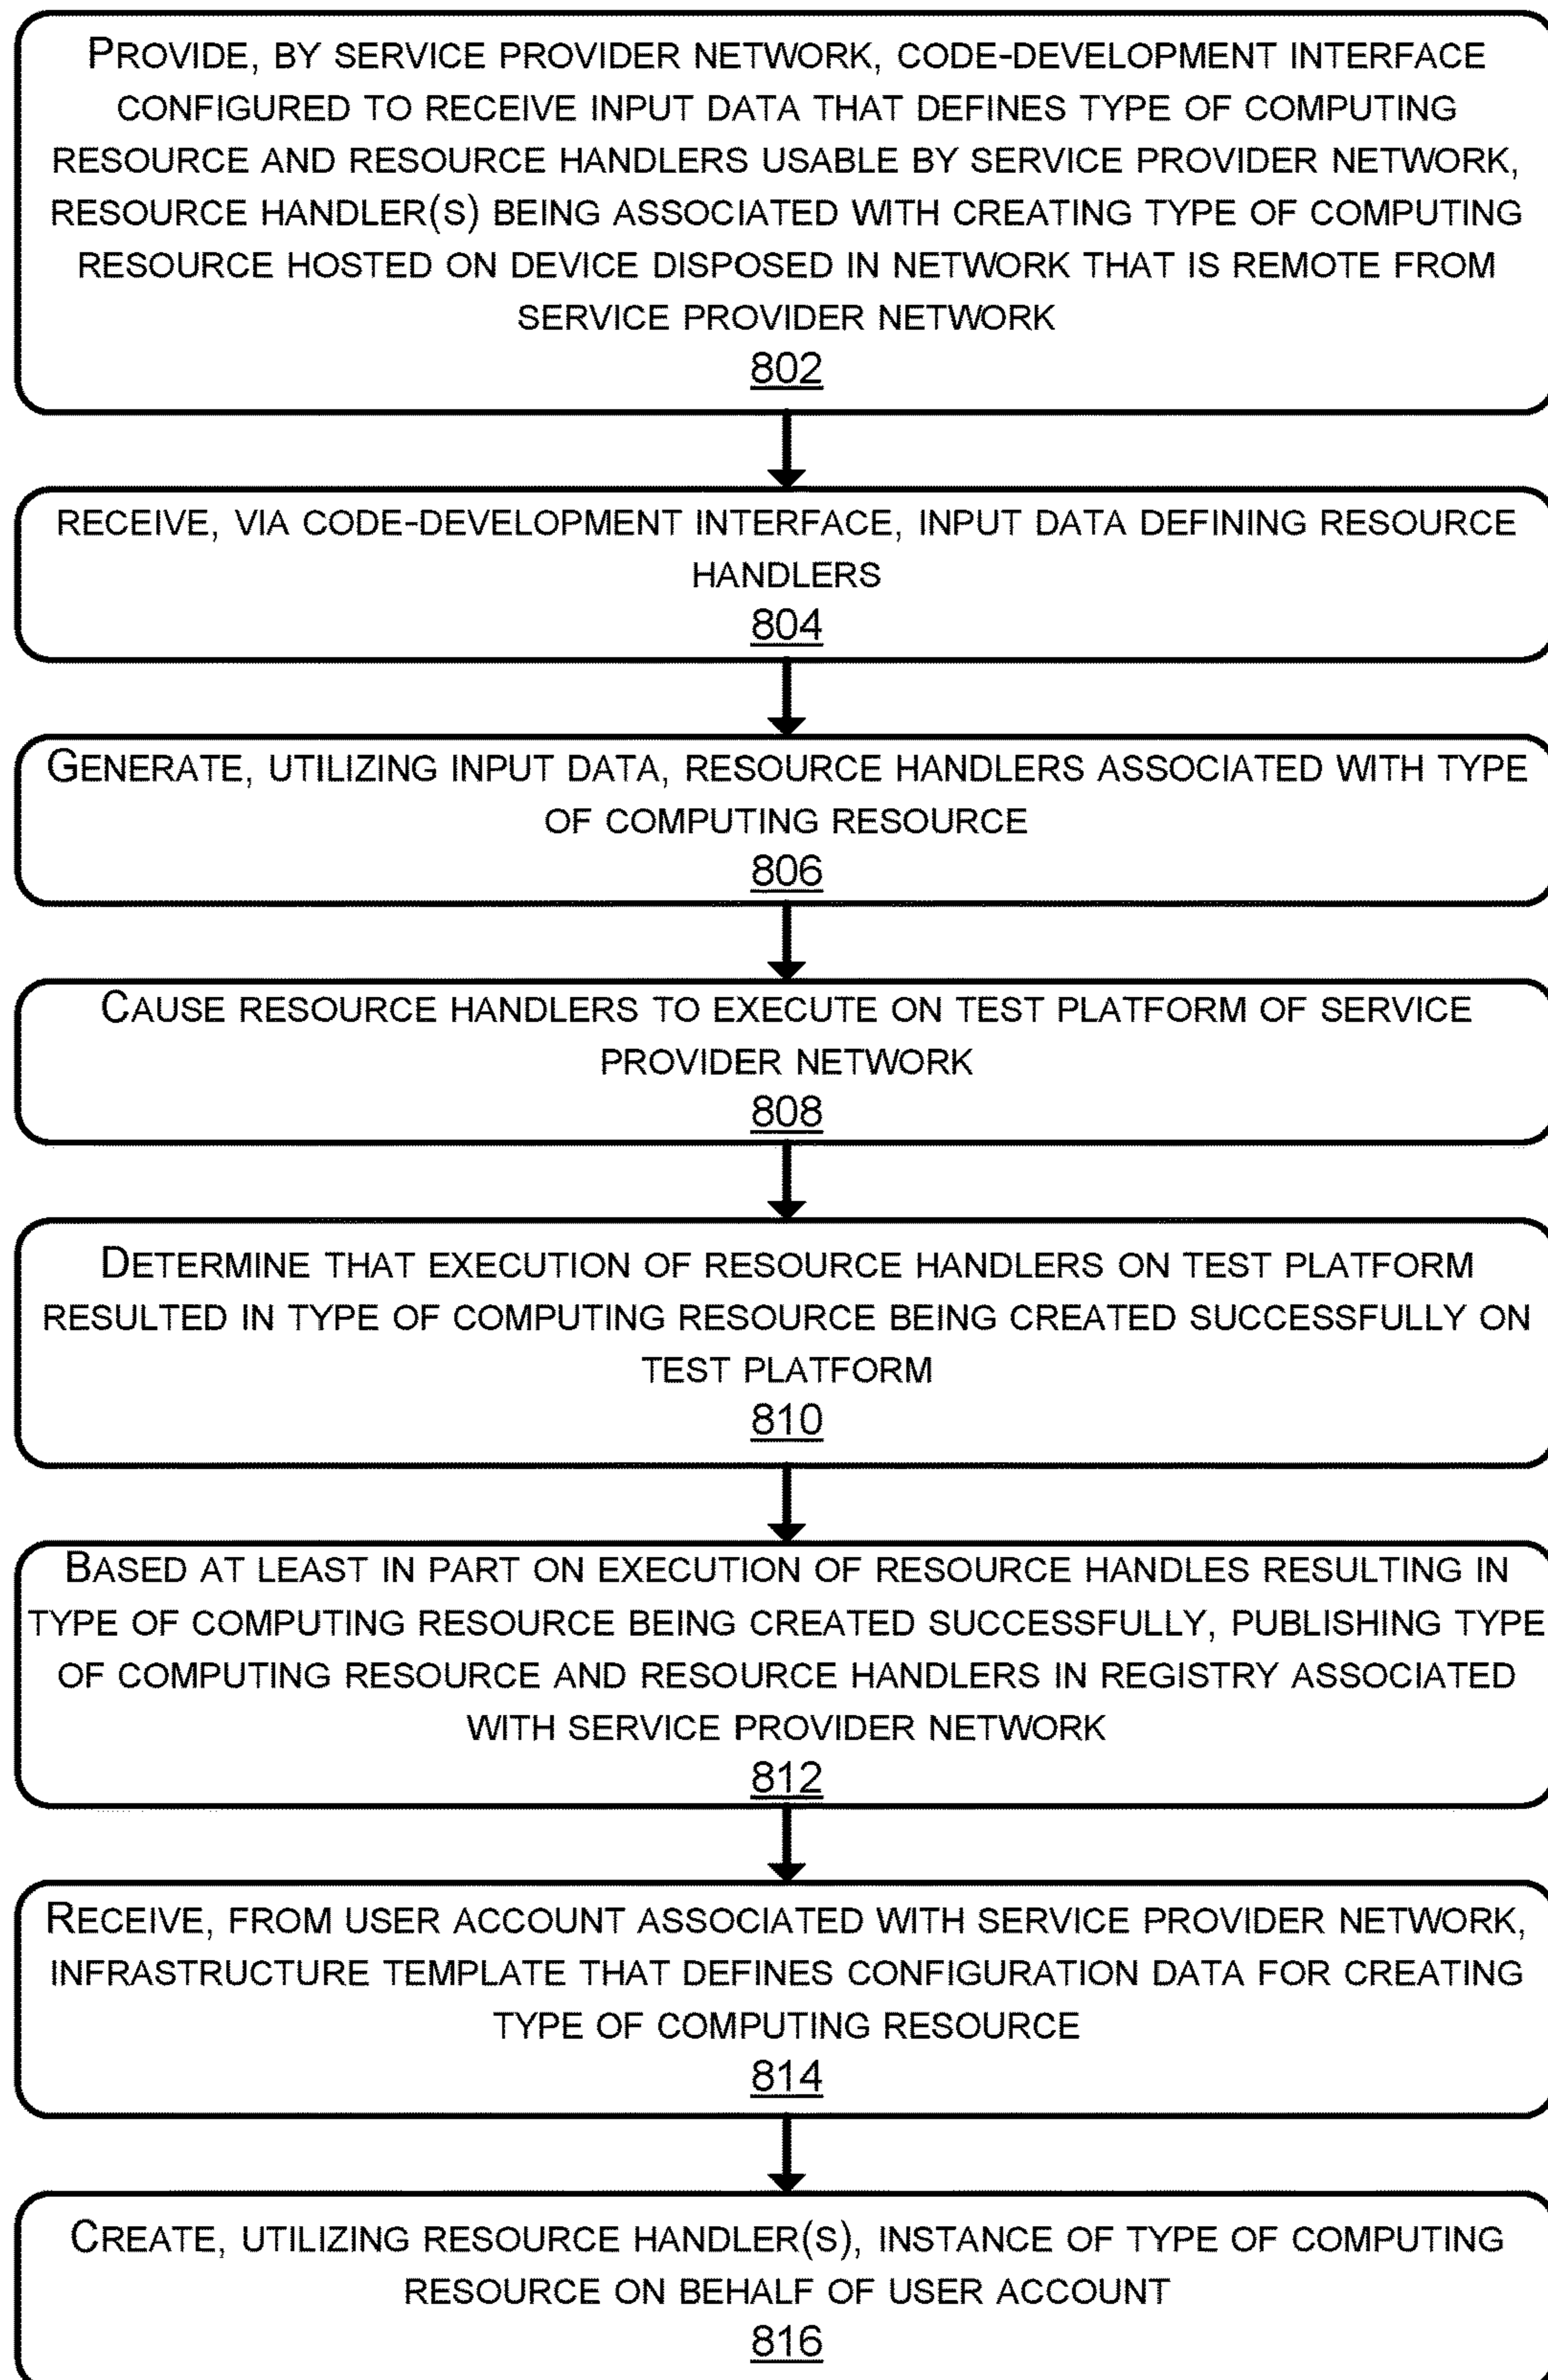 PROVIDE, BY SERVICE PROVIDER NETWORK, CODE-DEVELOPMENT INTERFACE
CONFIGURED TO RECEIVE INPUT DATA THAT DEFINES TYPE OF COMPUTING
RESOURCE AND RESOURCE HANDLERS USABLE BY SERVICE PROVIDER NETWORK,
RESOURCE HANDLER(S) BEING ASSOCIATED WITH CREATING TYPE OF COMPUTING
RESOURCE HOSTED ON DEVICE DISPOSED IN NETWORK THAT IS REMOTE FROM
SERVICE PROVIDER NETWORK
802
RECEIVE, VIA CODE-DEVELOPMENT INTERFACE, INPUT DATA DEFINING RESOURCE
HANDLERS
804
GENERATE, UTILIZING INPUT DATA, RESOURCE HANDLERS ASSOCIATED WITH TYPE
OF COMPUTING RESOURCE
806
CAUSE RESOURCE HANDLERS TO EXECUTE ON TEST PLATFORM OF SERVICE
PROVIDER NETWORK
808
DETERMINE THAT EXECUTION OF RESOURCE HANDLERS ON TEST PLATFORM
RESULTED IN TYPE OF COMPUTING RESOURCE BEING CREATED SUCCESSFULLY ON
TEST PLATFORM
810
BASED AT LEAST IN PART ON EXECUTION OF RESOURCE HANDLES RESULTING IN
TYPE OF COMPUTING RESOURCE BEING CREATED SUCCESSFULLY, PUBLISHING TYPE
OF COMPUTING RESOURCE AND RESOURCE HANDLERS IN REGISTRY ASSOCIATED
WITH SERVICE PROVIDER NETWORK
812
RECEIVE, FROM USER ACCOUNT ASSOCIATED WITH SERVICE PROVIDER NETWORK,
INFRASTRUCTURE TEMPLATE THAT DEFINES CONFIGURATION DATA FOR CREATING
TYPE OF COMPUTING RESOURCE
814
CREATE, UTILIZING RESOURCE HANDLER(S), INSTANCE OF TYPE OF COMPUTING
RESOURCE ON BEHALF OF USER ACCOUNT
816